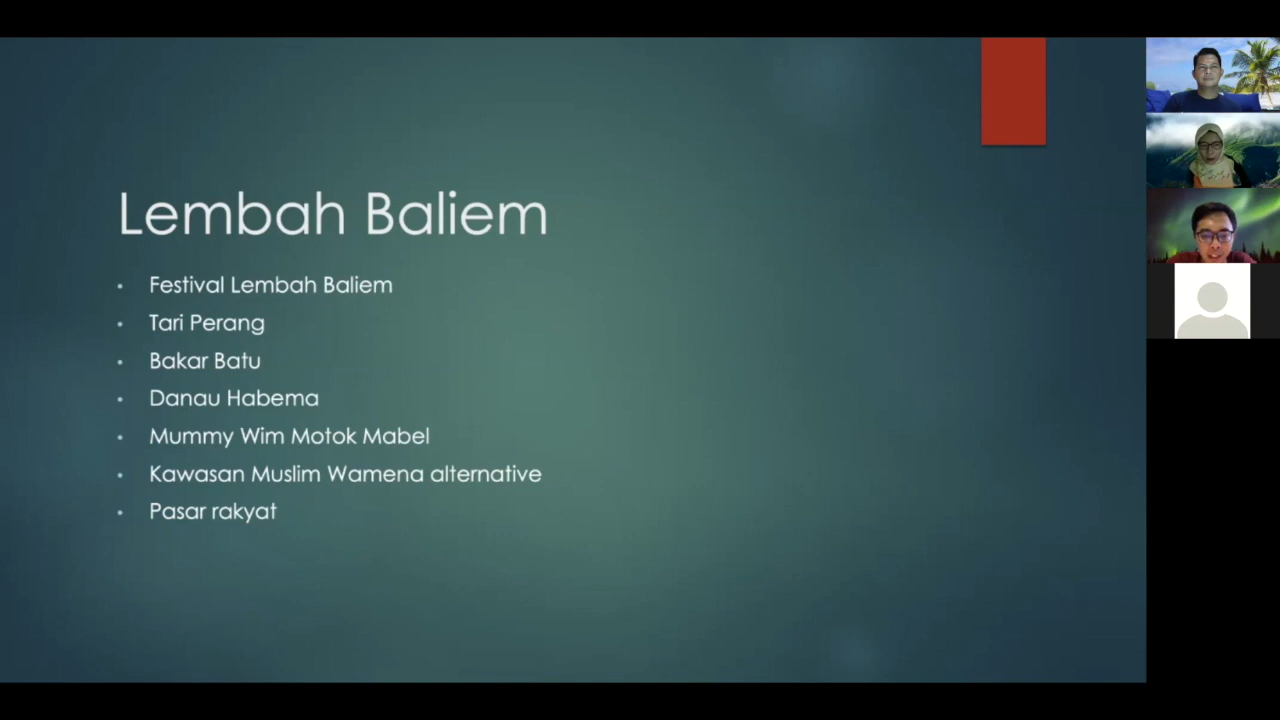 Lembah Baliem
• Festival Lembah Baliem
• Tari Perang
• Bakar Batu
• Danau Habema
• Mummy Wim Motok Mabel
• Kawasan Muslim Wamena alternative
• Pasar rakyat